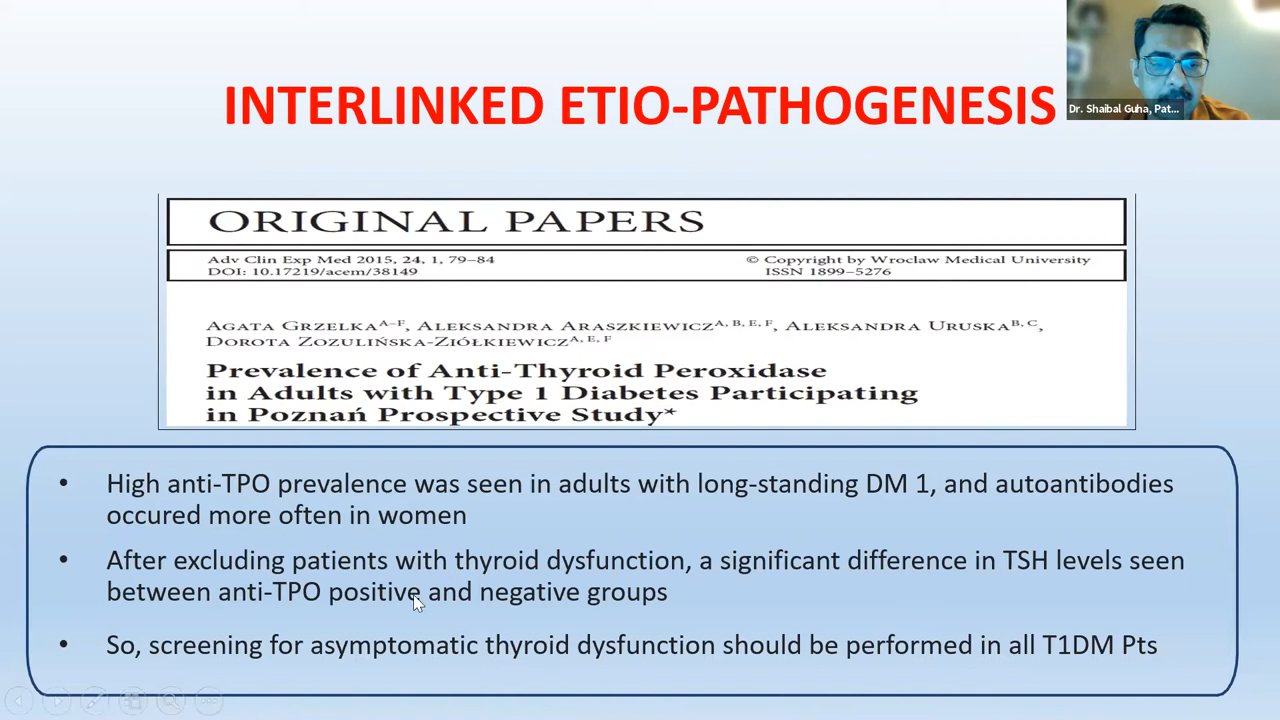 INTERLINKED ETIO-PATHOGENESIS
Dr. Shaibal Guha, Pat...
ORIGINAL PAPERS
Adv Clin Exp Med 2015, 24, 1, 79–84
DOI: 10.17219/acem/38149
© Copyright by Wroclaw Medical University
ISSN 1899–5276
Agata Grzelka A–F, Aleksandra Araszkiewicz A, B, E, F, Aleksandra Uruska B, C,
Dorota Zozulińska-Ziółkiewicz A, E, F
Prevalence of Anti-Thyroid Peroxidase
in Adults with Type 1 Diabetes Participating
in Poznań Prospective Study*
• High anti-TPO prevalence was seen in adults with long-standing DM 1, and autoantibodies
occured more often in women
• After excluding patients with thyroid dysfunction, a significant difference in TSH levels seen
between anti-TPO positive and negative groups
• So, screening for asymptomatic thyroid dysfunction should be performed in all T1DM Pts